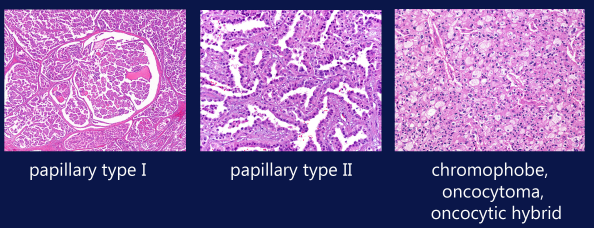 papillary type I
papillary type II
chromophobe,
oncocytoma,
oncocytic hybrid